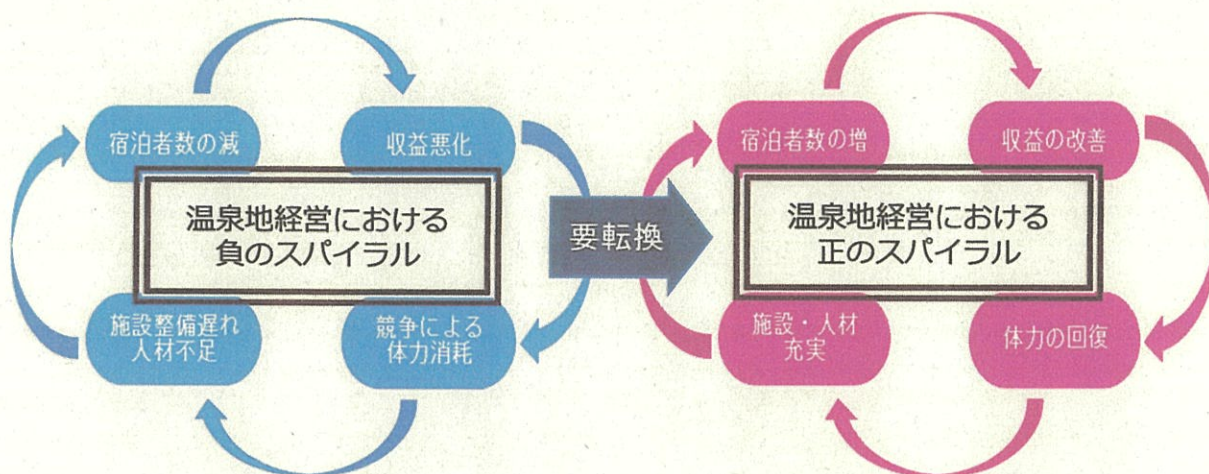 宿泊者数の減
収益悪化
温泉地経営における
負のスパイラル
施設整備遅れ
人材不足
競争による
体力消耗
要転換
宿泊者数の増
収益の改善
温泉地経営における
正のスパイラル
施設・人材
充実
体力の回復